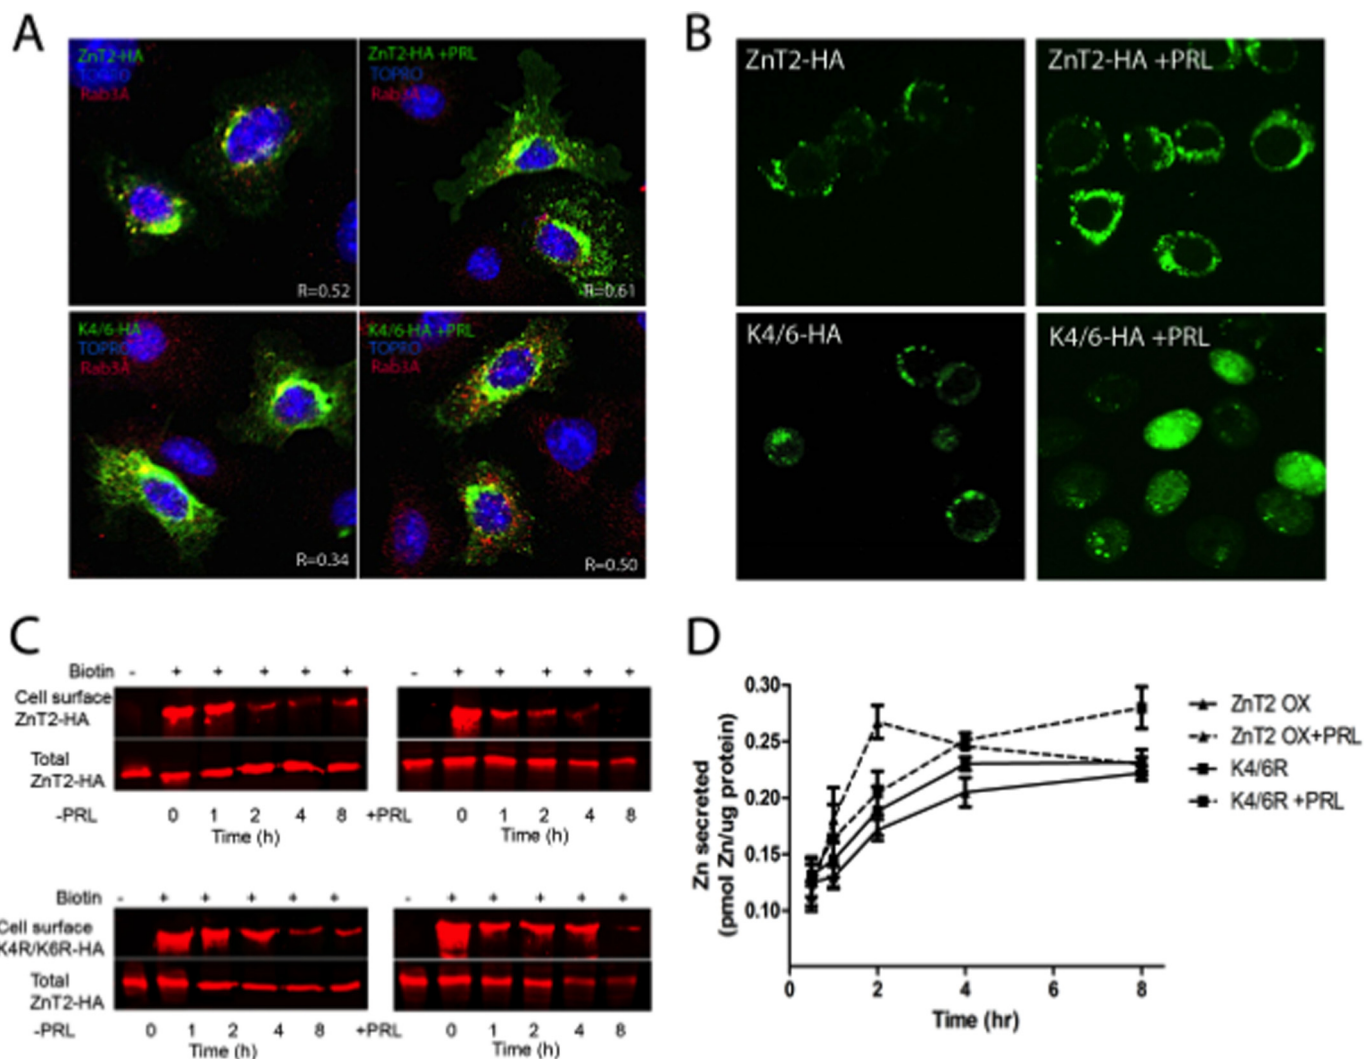 A
ZnT2-HA
TOPRO
Rab3A
R=0.52
ZnT2-HA +PRL
TOPRO
Rab3A
R=0.61
K4/6-HA
TOPRO
Rab3A
R=0.34
K4/6-HA +PRL
TOPRO
Rab3A
R=0.50
B
ZnT2-HA
ZnT2-HA +PRL
K4/6-HA
K4/6-HA +PRL
C
Biotin - + + + + +
- + + + + +
Cell surface
ZnT2-HA
Total
ZnT2-HA
-PRL 0 1 2 4 8
Time (h)
+PRL 0 1 2 4 8
Time (h)
Biotin - + + + + +
- + + + + +
Cell surface
K4R/K6R-HA
Total
ZnT2-HA
-PRL 0 1 2 4 8
Time (h)
+PRL 0 1 2 4 8
Time (h)
D
Zn secreted
(pmol Zn/ug protein)
0.30
0.25
0.20
0.15
0.10
0 2 4 6 8
Time (hr)
ZnT2 OX
ZnT2 OX+PRL
K4/6R
K4/6R +PRL